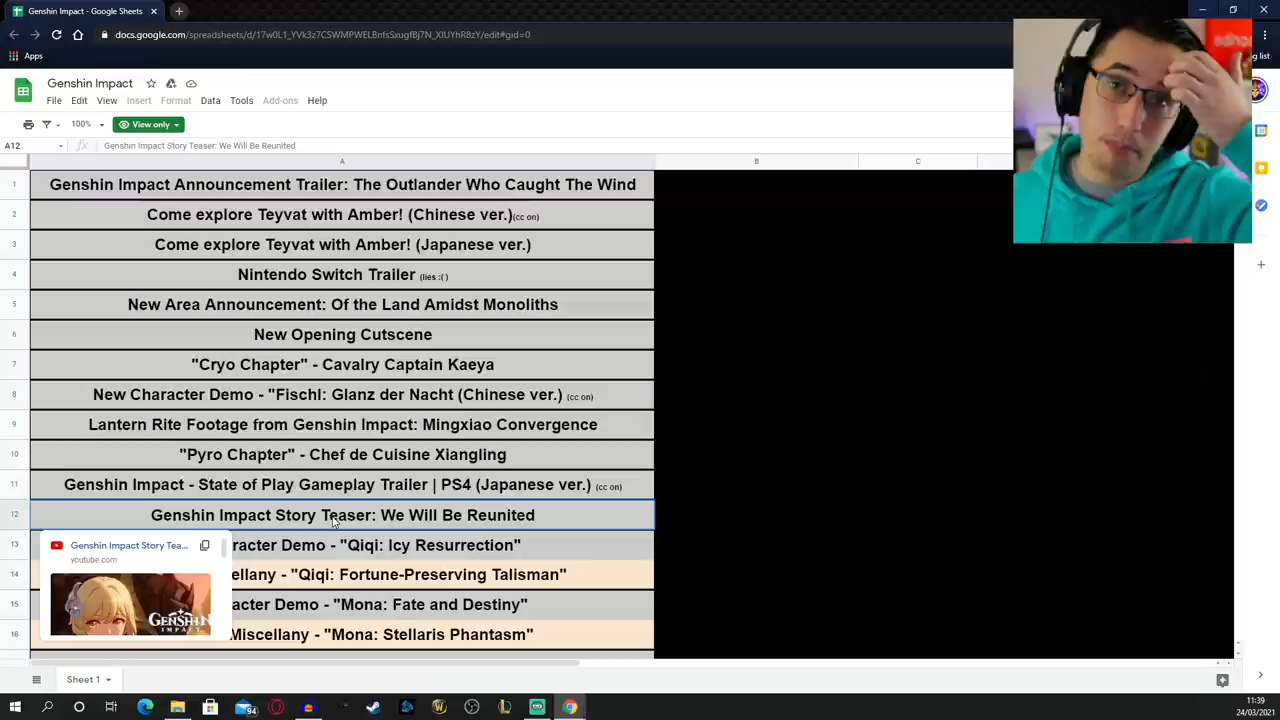 Genshin Impact - Google Sheets
docs.google.com/spreadsheets/d/17w0L1_YVk3z7CSWMPWELBnfsSxugfBj7N_XlUYhR8zY/edit#gid=0
Apps
Genshin Impact
File Edit View Insert Format Data Tools Add-ons Help
100% View only
A12 fx Genshin Impact Story Teaser: We Will Be Reunited
A B C
1 Genshin Impact Announcement Trailer: The Outlander Who Caught The Wind
2 Come explore Teyvat with Amber! (Chinese ver.)(cc on)
3 Come explore Teyvat with Amber! (Japanese ver.)
4 Nintendo Switch Trailer (lies :( )
5 New Area Announcement: Of the Land Amidst Monoliths
6 New Opening Cutscene
7 "Cryo Chapter" - Cavalry Captain Kaeya
8 New Character Demo - "Fischl: Glanz der Nacht (Chinese ver.) (cc on)
9 Lantern Rite Footage from Genshin Impact: Mingxiao Convergence
10 "Pyro Chapter" - Chef de Cuisine Xiangling
11 Genshin Impact - State of Play Gameplay Trailer | PS4 (Japanese ver.) (cc on)
12 Genshin Impact Story Teaser: We Will Be Reunited
13 racter Demo - "Qiqi: Icy Resurrection"
Genshin Impact Story Tea...
youtube.com
14 ellany - "Qiqi: Fortune-Preserving Talisman"
15 acter Demo - "Mona: Fate and Destiny"
GENSHIN
IMPACT
16 Miscellany - "Mona: Stellaris Phantasm"
Sheet 1
94
11:39
24/03/2021